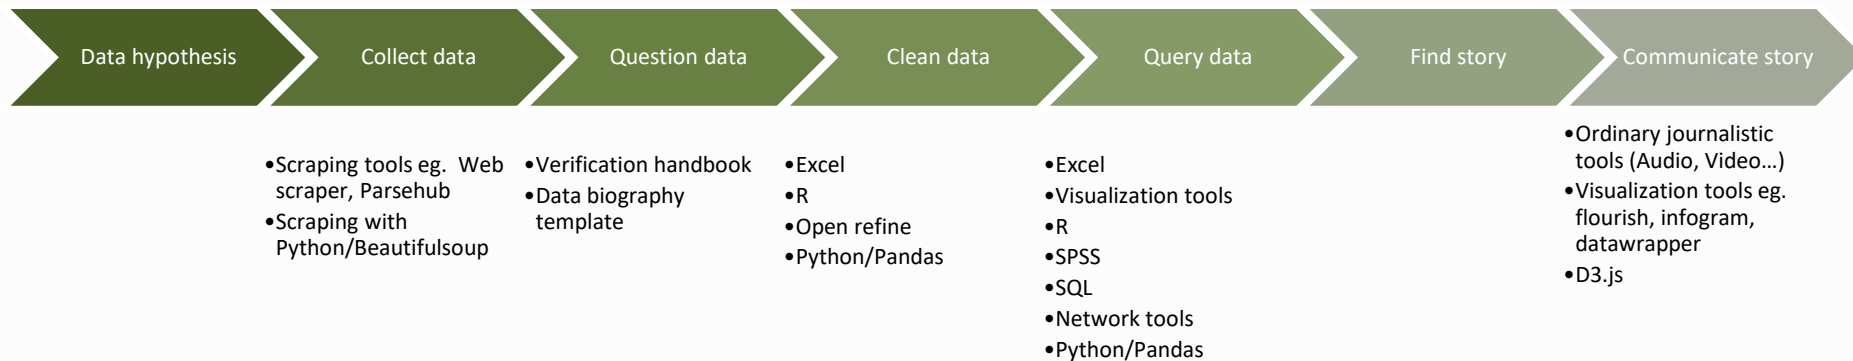 Data hypothesis
Collect data
Question data
Clean data
Query data
Find story
Communicate story
•Scraping tools eg.  Web
scraper, Parsehub
•Scraping with
Python/Beautifulsoup
•Verification handbook
•Data biography
template
•Excel
•R
•Open refine
•Python/Pandas
•Excel
•Visualization tools
•R
•SPSS
•SQL
•Network tools
•Python/Pandas
•Ordinary journalistic
tools (Audio, Video…)
•Visualization tools eg.
flourish, infogram,
datawrapper
•D3.js